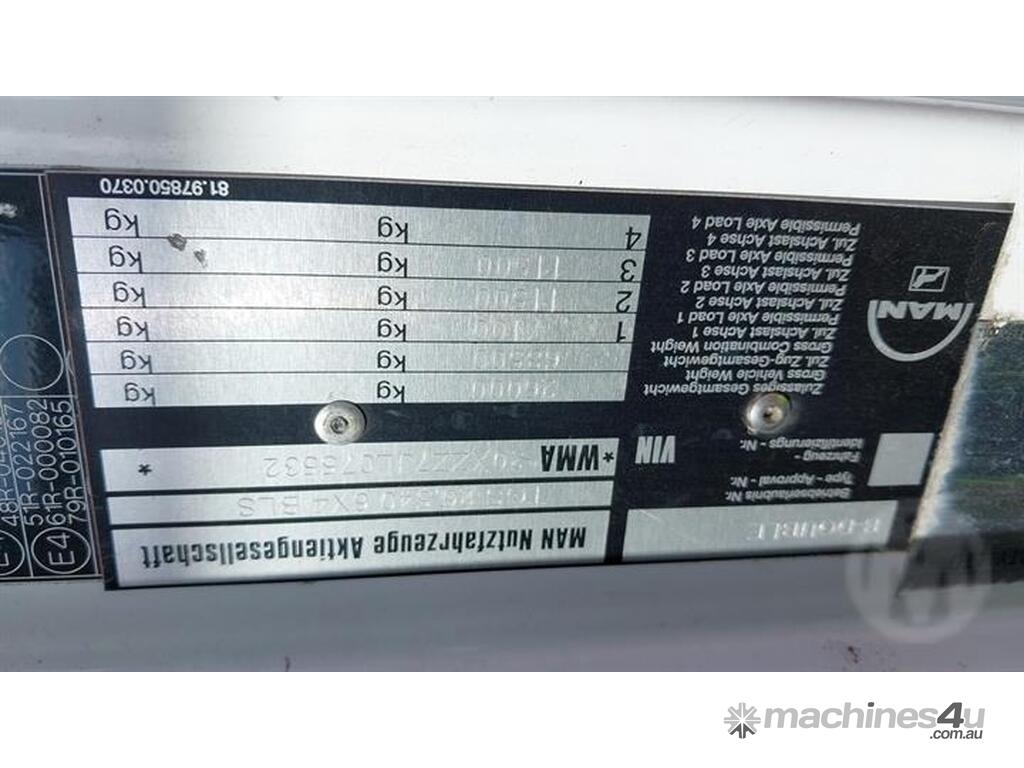 MAN Nutzfahrzeuge Aktiengesellschaft
6X4 BLS
* WMA *
kg kg
kg kg
1 kg kg
2 kg kg
3 kg kg
4 kg kg
81.97850.0370
B-DOUBLE
Betriebserlaubnis Nr.
Type - Approval - Nr.
Fahrzeug -
Identifizierungs - Nr.
VIN
Zulässiges Gesamtgewicht
Gross Vehicle Weight
Zul. Zug-Gesamtgewicht
Gross Combination Weight
Zul. Achslast Achse 1
Permissible Axle Load 1
Zul. Achslast Achse 2
Permissible Axle Load 2
Zul. Achslast Achse 3
Permissible Axle Load 3
Zul. Achslast Achse 4
Permissible Axle Load 4
MAN
E4
79R-010165
61R-0000082
51R-022167
machines4u
.com.au